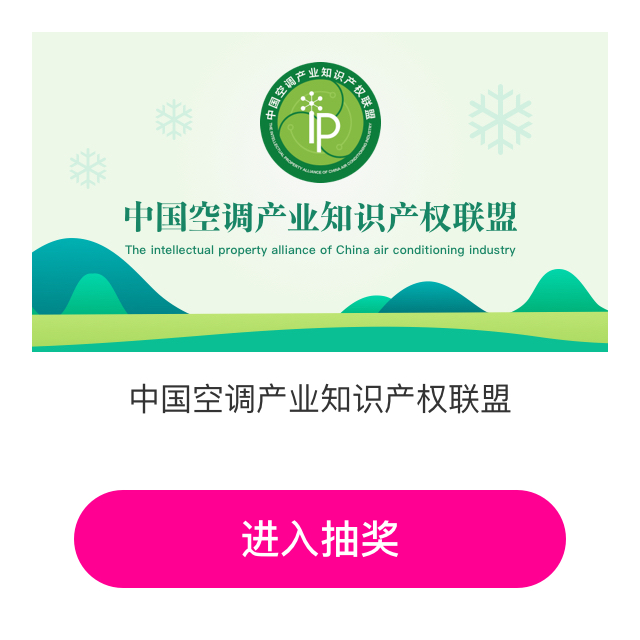 中国空调产业知识产权联盟
THE INTELLECTUAL PROPERTY ALLIANCE OF CHINA AIR CONDITIONING INDUSTRY
iP
中国空调产业知识产权联盟
The intellectual property alliance of China air conditioning industry
中国空调产业知识产权联盟
进入抽奖